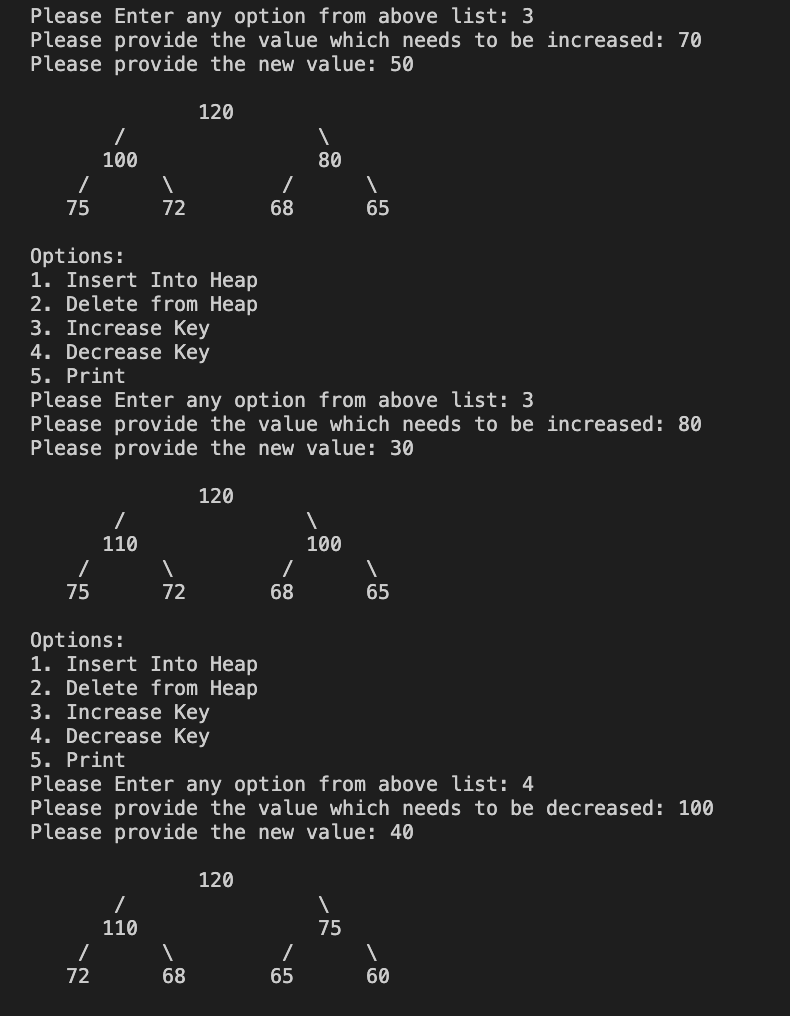 Please Enter any option from above list: 3
Please provide the value which needs to be increased: 70
Please provide the new value: 50
120
/ \
100 80
/ \ / \
75 72 68 65
Options:
1. Insert Into Heap
2. Delete from Heap
3. Increase Key
4. Decrease Key
5. Print
Please Enter any option from above list: 3
Please provide the value which needs to be increased: 80
Please provide the new value: 30
120
/ \
110 100
/ \ / \
75 72 68 65
Options:
1. Insert Into Heap
2. Delete from Heap
3. Increase Key
4. Decrease Key
5. Print
Please Enter any option from above list: 4
Please provide the value which needs to be decreased: 100
Please provide the new value: 40
120
/ \
110 75
/ \ / \
72 68 65 60